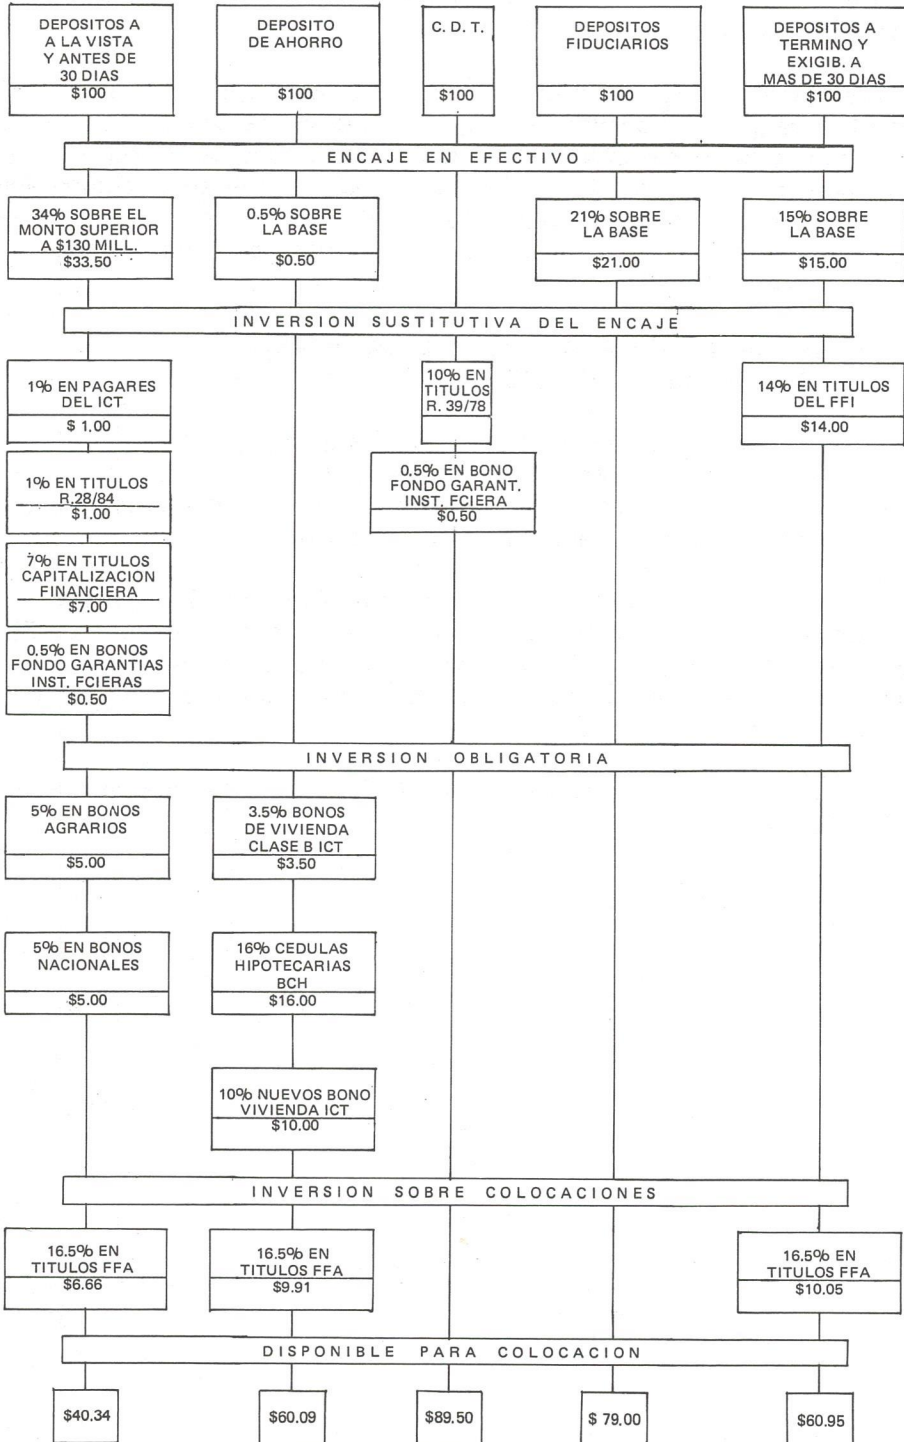 DEPOSITOS A
A LA VISTA
Y ANTES DE
30 DIAS
$100
DEPOSITO
DE AHORRO
$100
C. D. T.
$100
DEPOSITOS
FIDUCIARIOS
$100
DEPOSITOS A
TERMINO Y
EXIGIB. A
MAS DE 30 DIAS
$100
ENCAJE EN EFECTIVO
34% SOBRE EL
MONTO SUPERIOR
A $130 MILL.
$33.50
0.5% SOBRE
LA BASE
$0.50
21% SOBRE
LA BASE
$21.00
15% SOBRE
LA BASE
$15.00
INVERSION SUSTITUTIVA DEL ENCAJE
1% EN PAGARES
DEL ICT
$ 1.00
10% EN
TITULOS
R. 39/78
14% EN TITULOS
DEL FFI
$14.00
1% EN TITULOS
R.28/84
$1.00
0.5% EN BONO
FONDO GARANT.
INST. FCIERA
$0.50
7% EN TITULOS
CAPITALIZACION
FINANCIERA
$7.00
0.5% EN BONOS
FONDO GARANTIAS
INST. FCIERAS
$0.50
INVERSION OBLIGATORIA
5% EN BONOS
AGRARIOS
$5.00
3.5% BONOS
DE VIVIENDA
CLASE B ICT
$3.50
5% EN BONOS
NACIONALES
$5.00
16% CEDULAS
HIPOTECARIAS
BCH
$16.00
10% NUEVOS BONO
VIVIENDA ICT
$10.00
INVERSION SOBRE COLOCACIONES
16.5% EN
TITULOS FFA
$6.66
16.5% EN
TITULOS FFA
$9.91
16.5% EN
TITULOS FFA
$10.05
DISPONIBLE PARA COLOCACION
$40.34
$60.09
$89.50
$ 79.00
$60.95